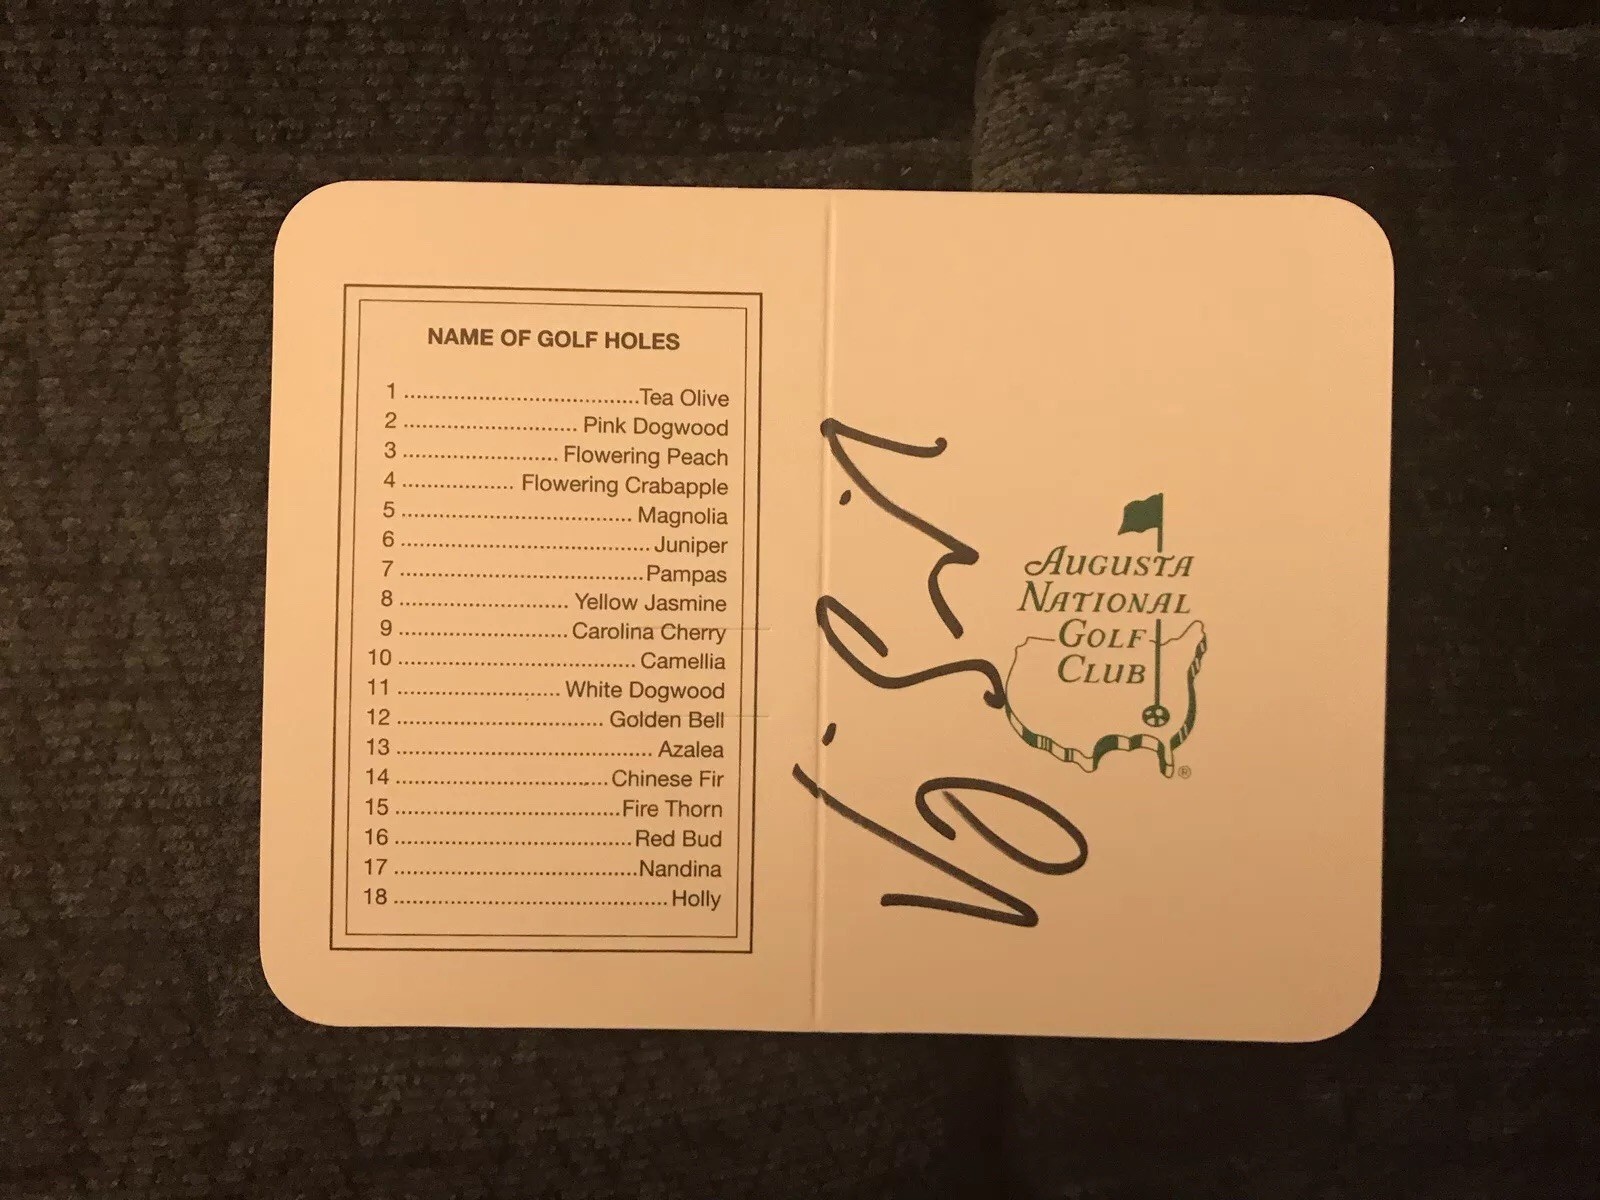 NAME OF GOLF HOLES
1 ........................................ Tea Olive
2 ............................. Pink Dogwood
3 .......................... Flowering Peach
4 ................... Flowering Crabapple
5 ....................................... Magnolia
6 .......................................... Juniper
7 ......................................... Pampas
8 ............................ Yellow Jasmine
9 ............................ Carolina Cherry
10 ........................................ Camellia
11 ........................... White Dogwood
12 ................................... Golden Bell
13 ........................................... Azalea
14 .................................... Chinese Fir
15 ...................................... Fire Thorn
16 ........................................ Red Bud
17 ......................................... Nandina
18 .............................................. Holly
AUGUSTA
NATIONAL
GOLF
CLUB
®